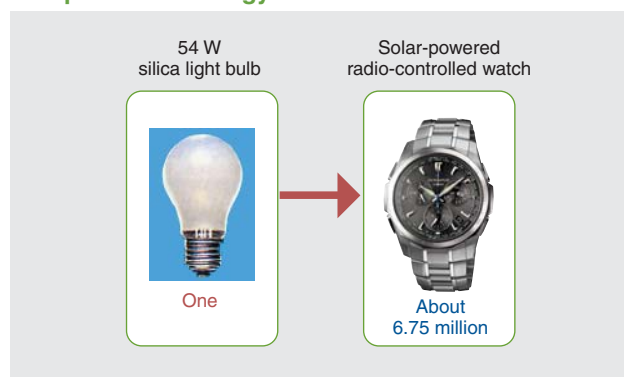 54 W
silica light bulb
Solar-powered
radio-controlled watch
One
About
6.75 million